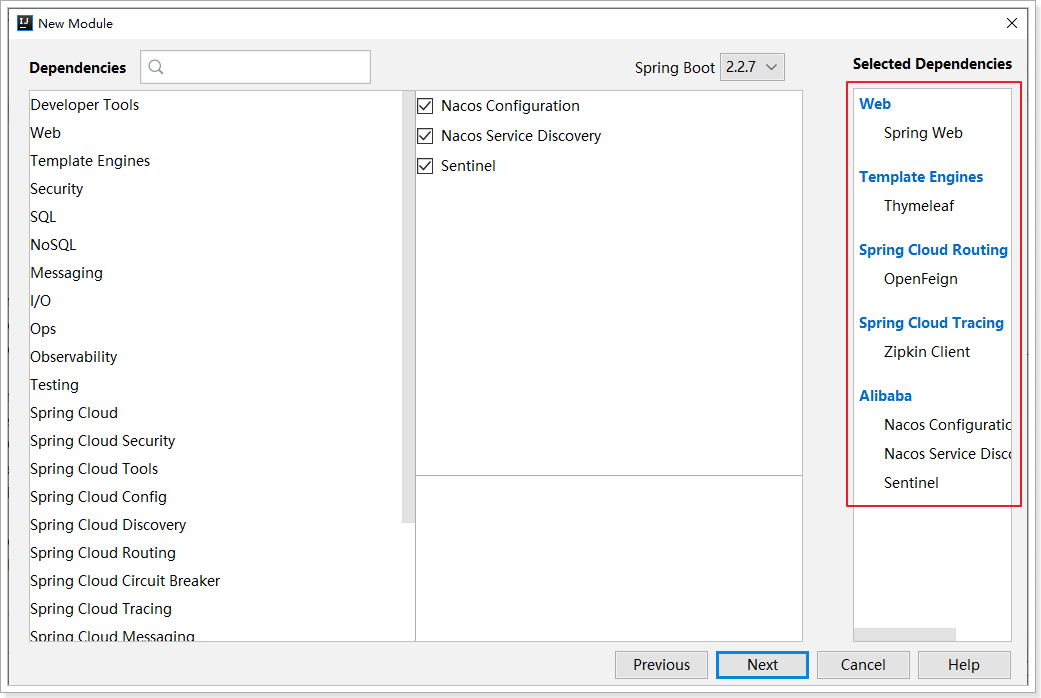 New Module
Dependencies
Spring Boot 2.2.7
Selected Dependencies
Developer Tools
Web
Template Engines
Security
SQL
NoSQL
Messaging
I/O
Ops
Observability
Testing
Spring Cloud
Spring Cloud Security
Spring Cloud Tools
Spring Cloud Config
Spring Cloud Discovery
Spring Cloud Routing
Spring Cloud Circuit Breaker
Spring Cloud Tracing
Spring Cloud Messaging
Nacos Configuration
Nacos Service Discovery
Sentinel
Web
Spring Web
Template Engines
Thymeleaf
Spring Cloud Routing
OpenFeign
Spring Cloud Tracing
Zipkin Client
Alibaba
Nacos Configuratio
Nacos Service Disco
Sentinel
Previous
Next
Cancel
Help